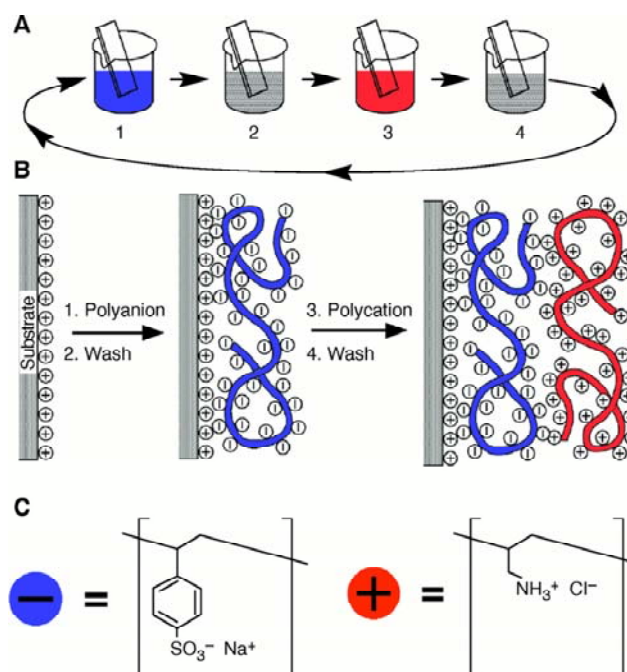 A
1
2
3
4
B
Substrate
1. Polyanion
2. Wash
3. Polycation
4. Wash
C
− =
SO₃⁻ Na⁺
+ =
NH₃⁺ Cl⁻